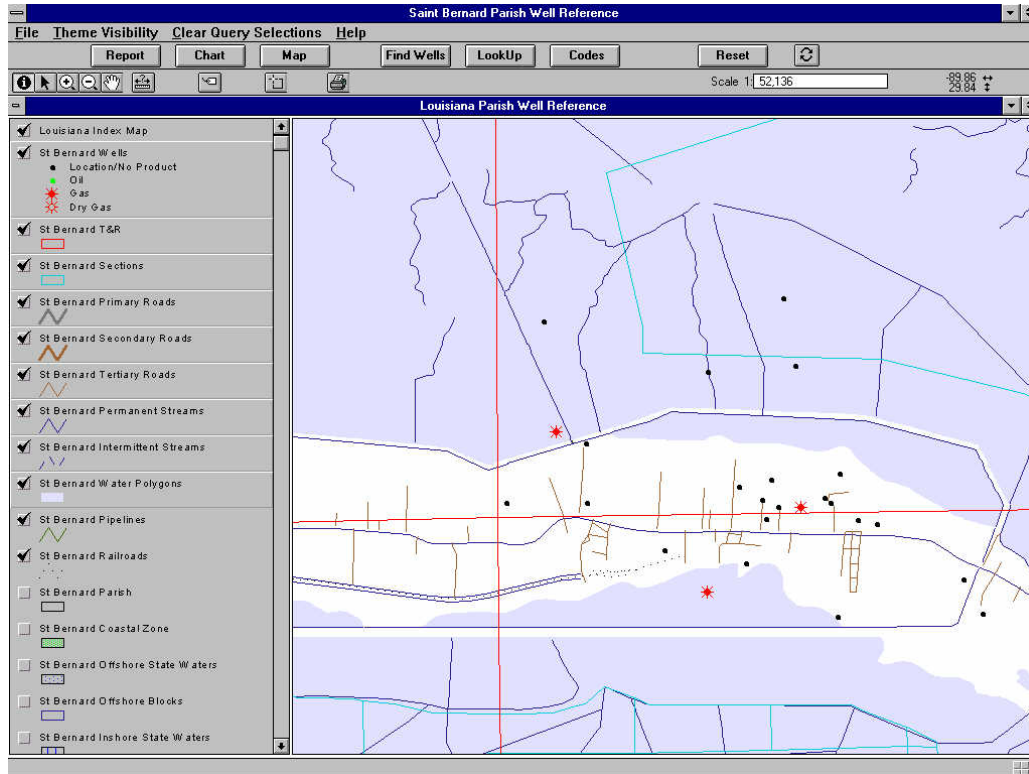 Saint Bernard Parish Well Reference
File Theme Visibility Clear Query Selections Help
Report Chart Map Find Wells LookUp Codes Reset
Scale 1: 52,136 -89.86
29.84
Louisiana Parish Well Reference
Louisiana Index Map
St Bernard Wells
Location/No Product
Oil
Gas
Dry Gas
St Bernard T&R
St Bernard Sections
St Bernard Primary Roads
St Bernard Secondary Roads
St Bernard Tertiary Roads
St Bernard Permanent Streams
St Bernard Intermittent Streams
St Bernard Water Polygons
St Bernard Pipelines
St Bernard Railroads
St Bernard Parish
St Bernard Coastal Zone
St Bernard Offshore State Waters
St Bernard Offshore Blocks
St Bernard Inshore State Waters